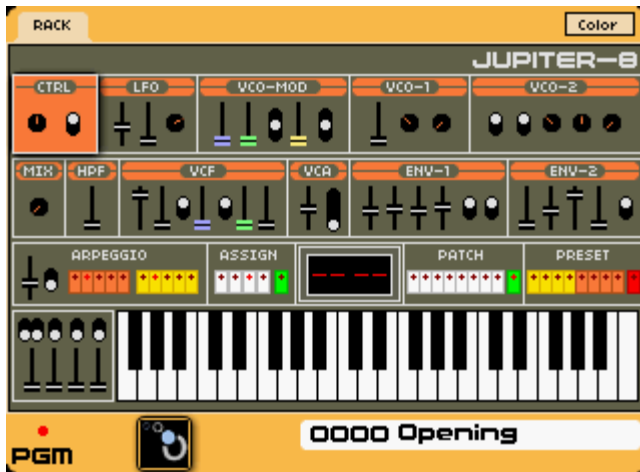 RACK Color
JUPITER-8
CTRL LFO VCO-MOD VCO-1 VCO-2
MIX HPF VCF VCA ENV-1 ENV-2
ARPEGGIO ASSIGN PATCH PRESET
PGM 0000 Opening